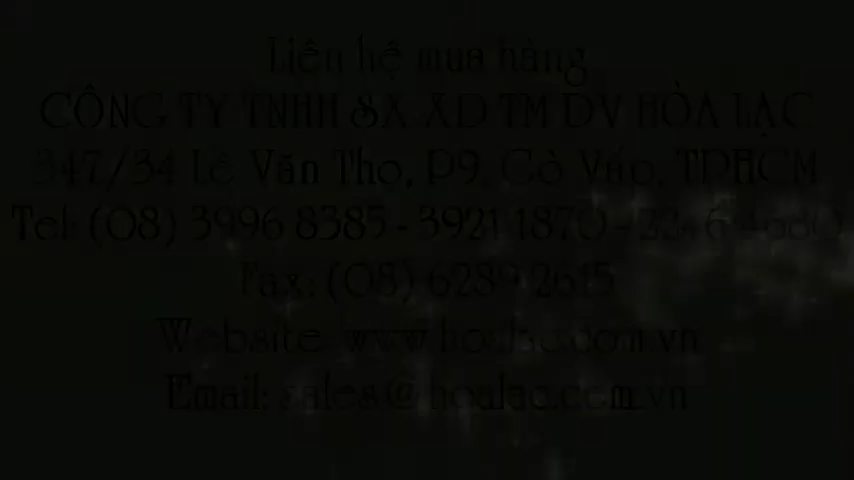 Liên hệ mua hàng
CÔNG TY TNHH SX XD TM DV HÒA LẠC
347/34 Lê Văn Thọ, P9, Gò Vấp, TPHCM
Tel: (08) 3996 8385 - 3921 1870 -
Fax: (08) 6289 2615
Website: www.hoalac.com.vn
Email: sales@hoalac.com.vn